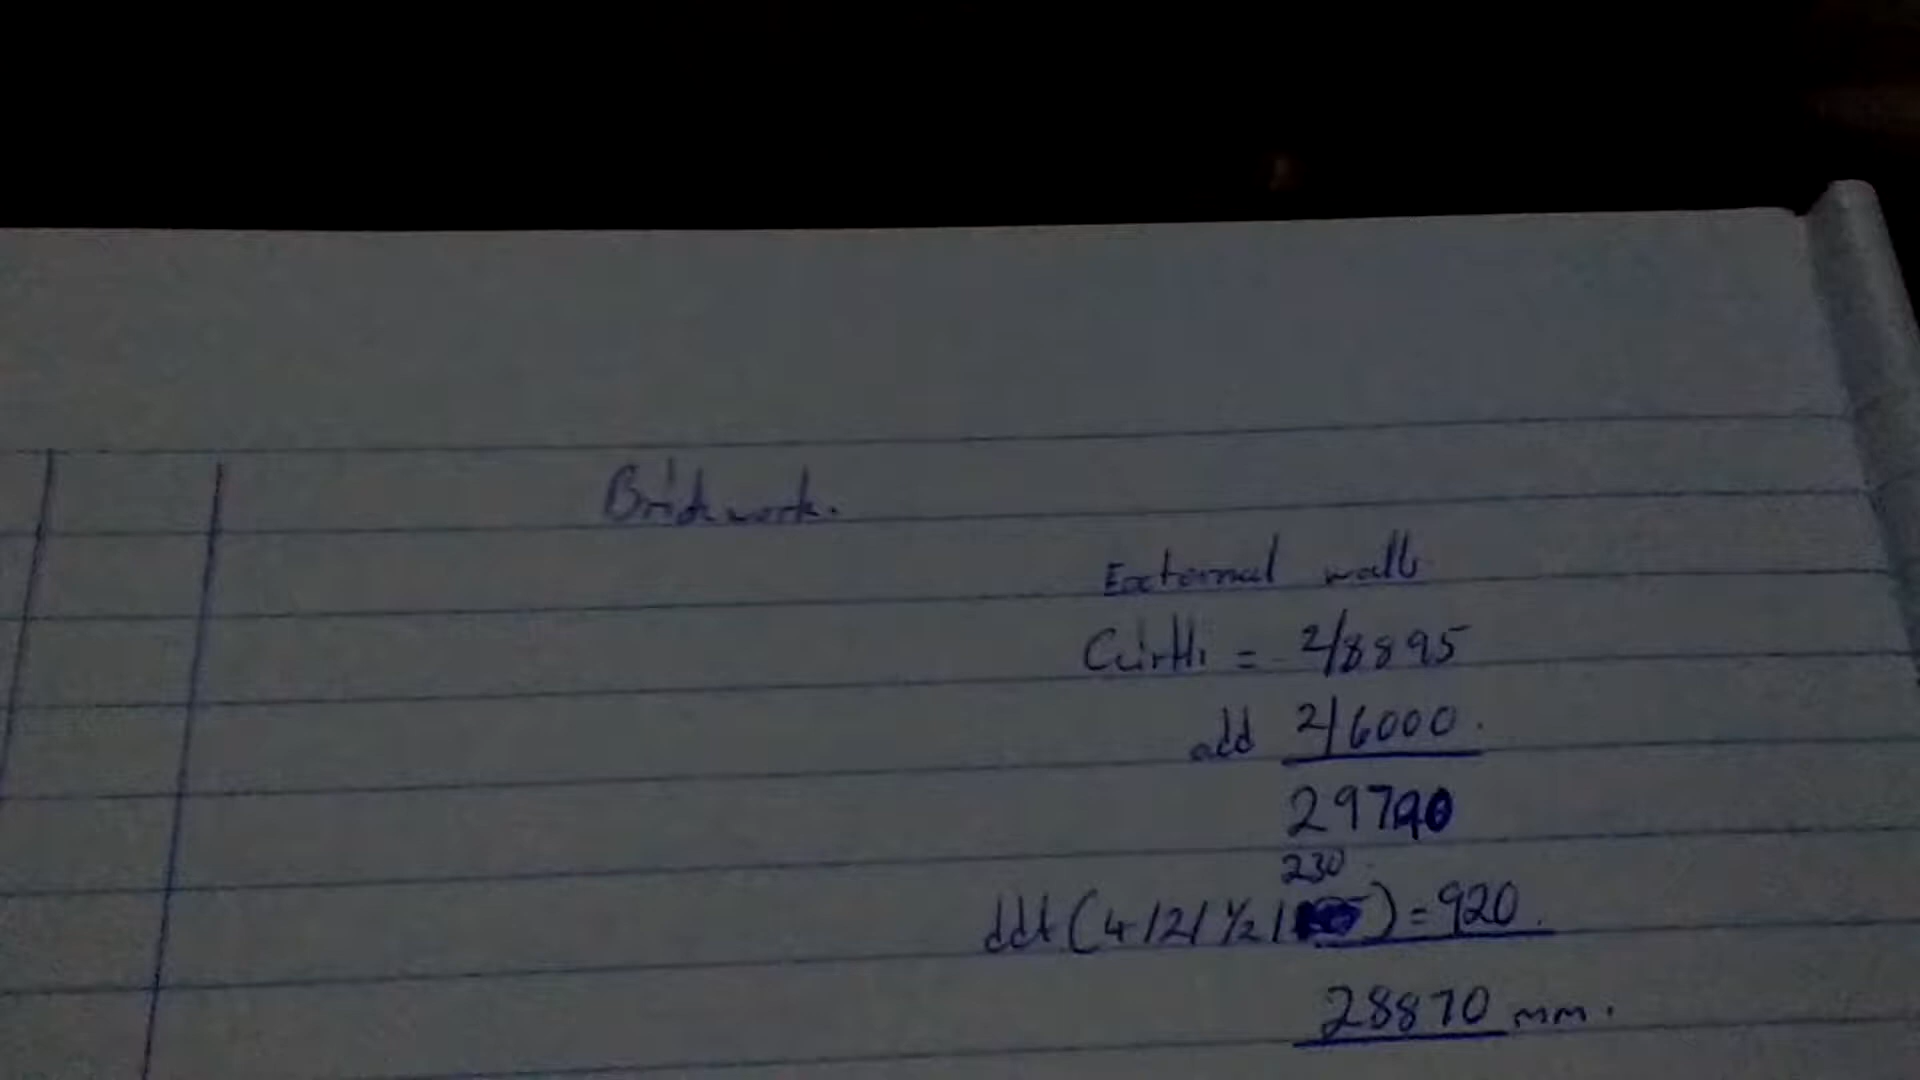 Brickwork.
External walls
Girth = 2/8895
add 2/6000.
29790
230
ddt (4/2/½/) = 920.
28870 mm.